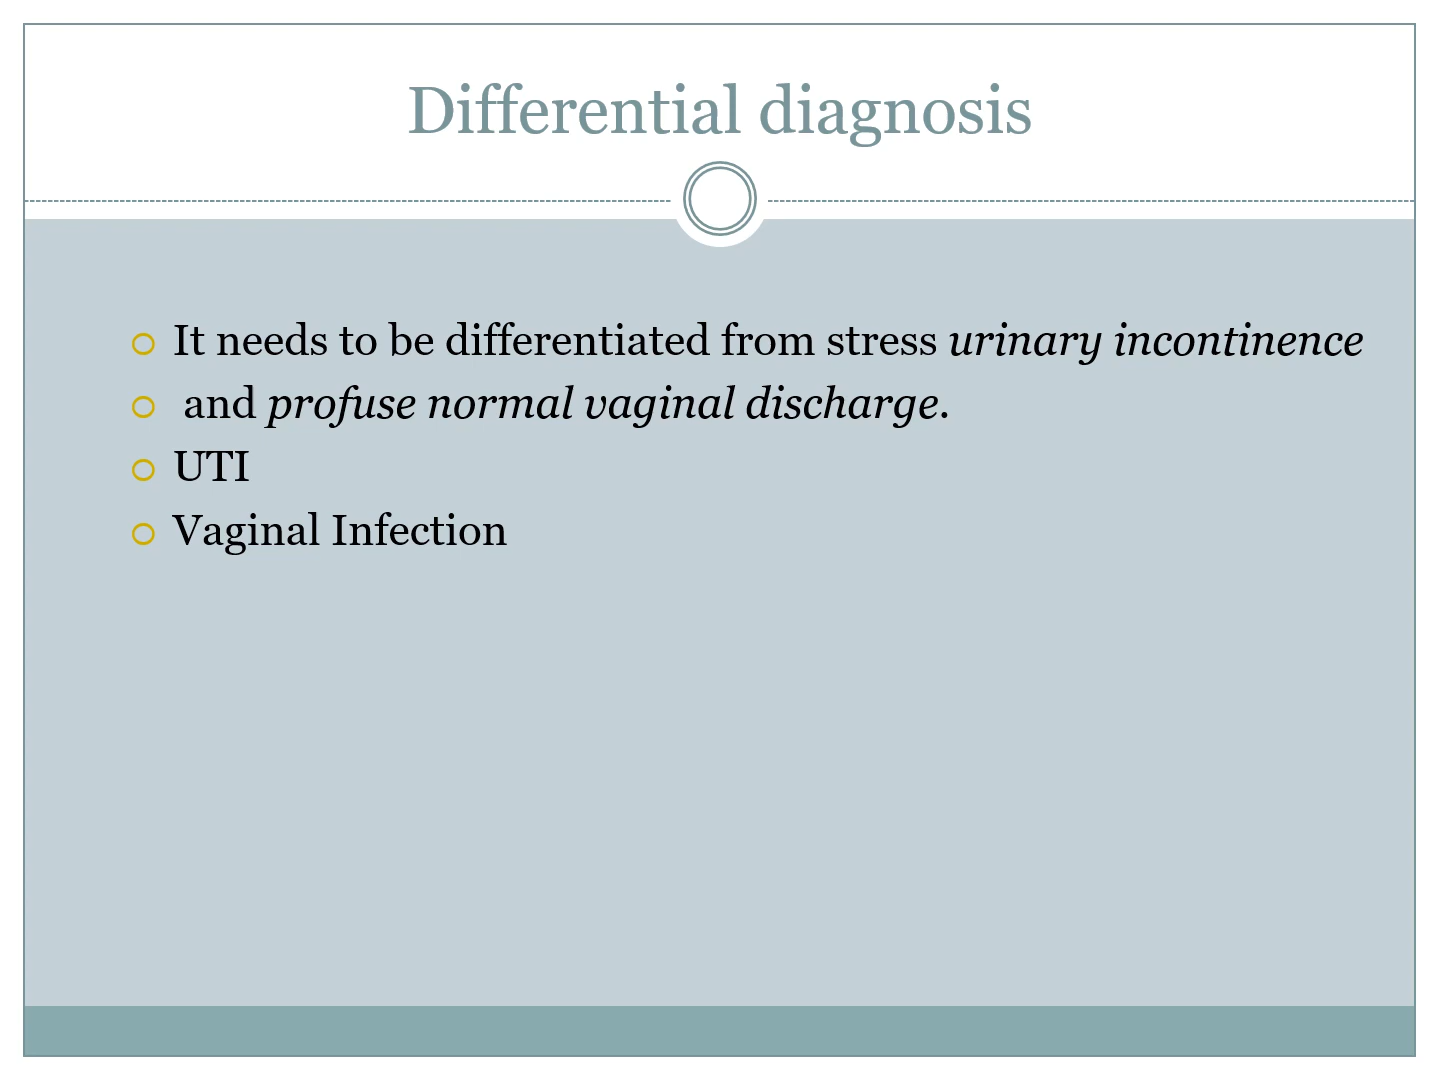 Differential diagnosis
It needs to be differentiated from stress urinary incontinence
and profuse normal vaginal discharge.
UTI
Vaginal Infection